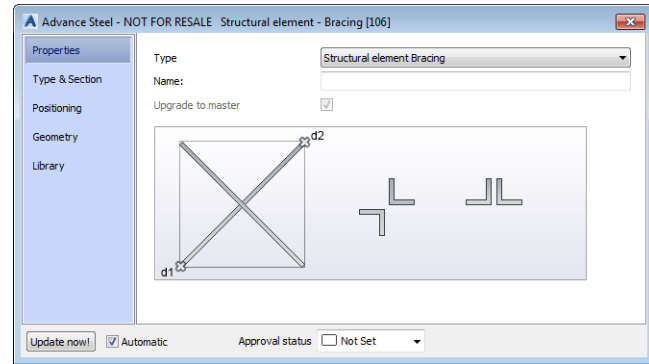 Advance Steel - NOT FOR RESALE Structural element - Bracing [106]
Properties
Type & Section
Positioning
Geometry
Library
Type
Structural element Bracing
Name:
Upgrade to master
d2
d1
Update now!
Automatic
Approval status
Not Set